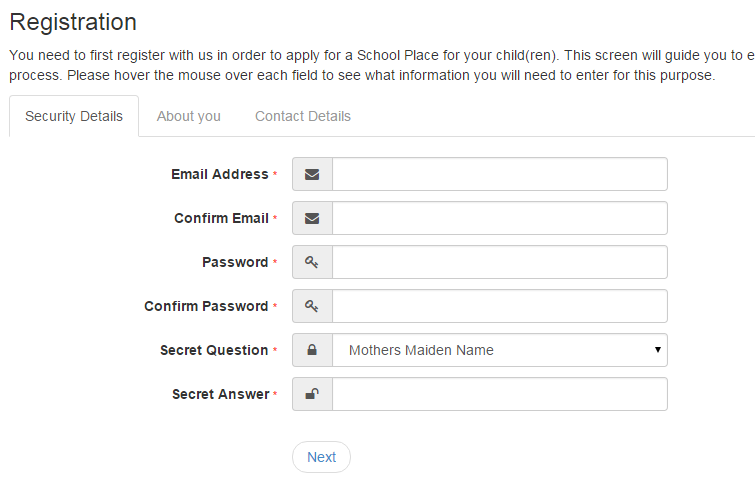 Registration
You need to first register with us in order to apply for a School Place for your child(ren). This screen will guide you to
process. Please hover the mouse over each field to see what information you will need to enter for this purpose.
Security Details About you Contact Details
Email Address *
Confirm Email *
Password *
Confirm Password *
Secret Question * Mothers Maiden Name
Secret Answer *
Next